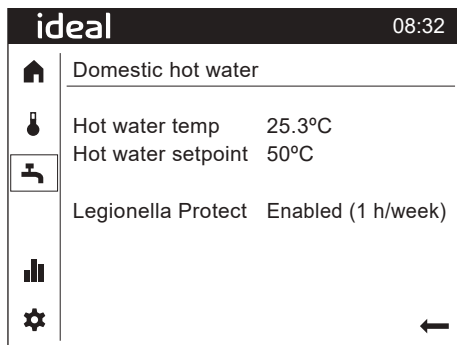 ideal 08:32
Domestic hot water
Hot water temp 25.3ºC
Hot water setpoint 50ºC
Legionella Protect Enabled (1 h/week)